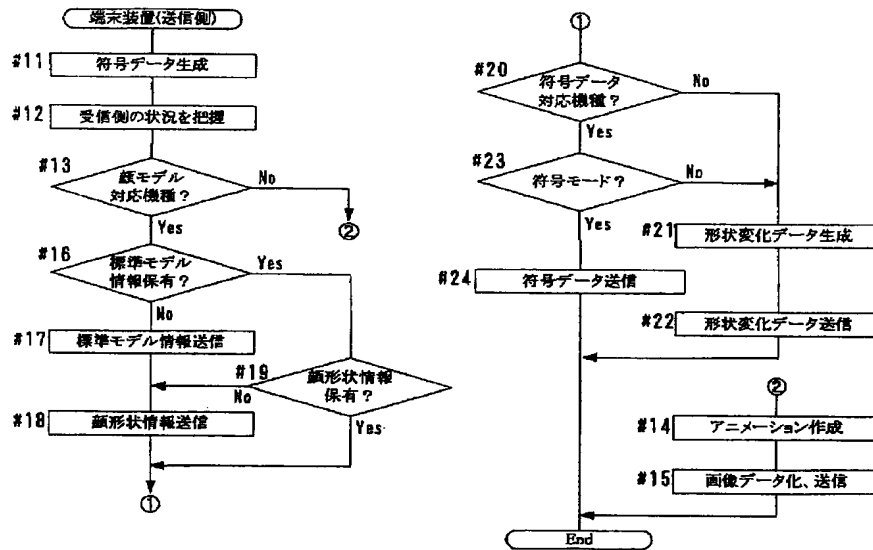 端末装置(送信側)
#11
符号データ生成
#12
受信側の状況を把握
#13
顔モデル
対応機種?
No
②
Yes
#16
標準モデル
情報保有?
Yes
No
#17
標準モデル情報送信
#19
顔形状情報
保有?
No
Yes
#18
顔形状情報送信
①
①
#20
符号データ
対応機種?
No
Yes
#23
符号モード?
No
Yes
#21
形状変化データ生成
#24
符号データ送信
#22
形状変化データ送信
②
#14
アニメーション作成
#15
画像データ化、送信
End